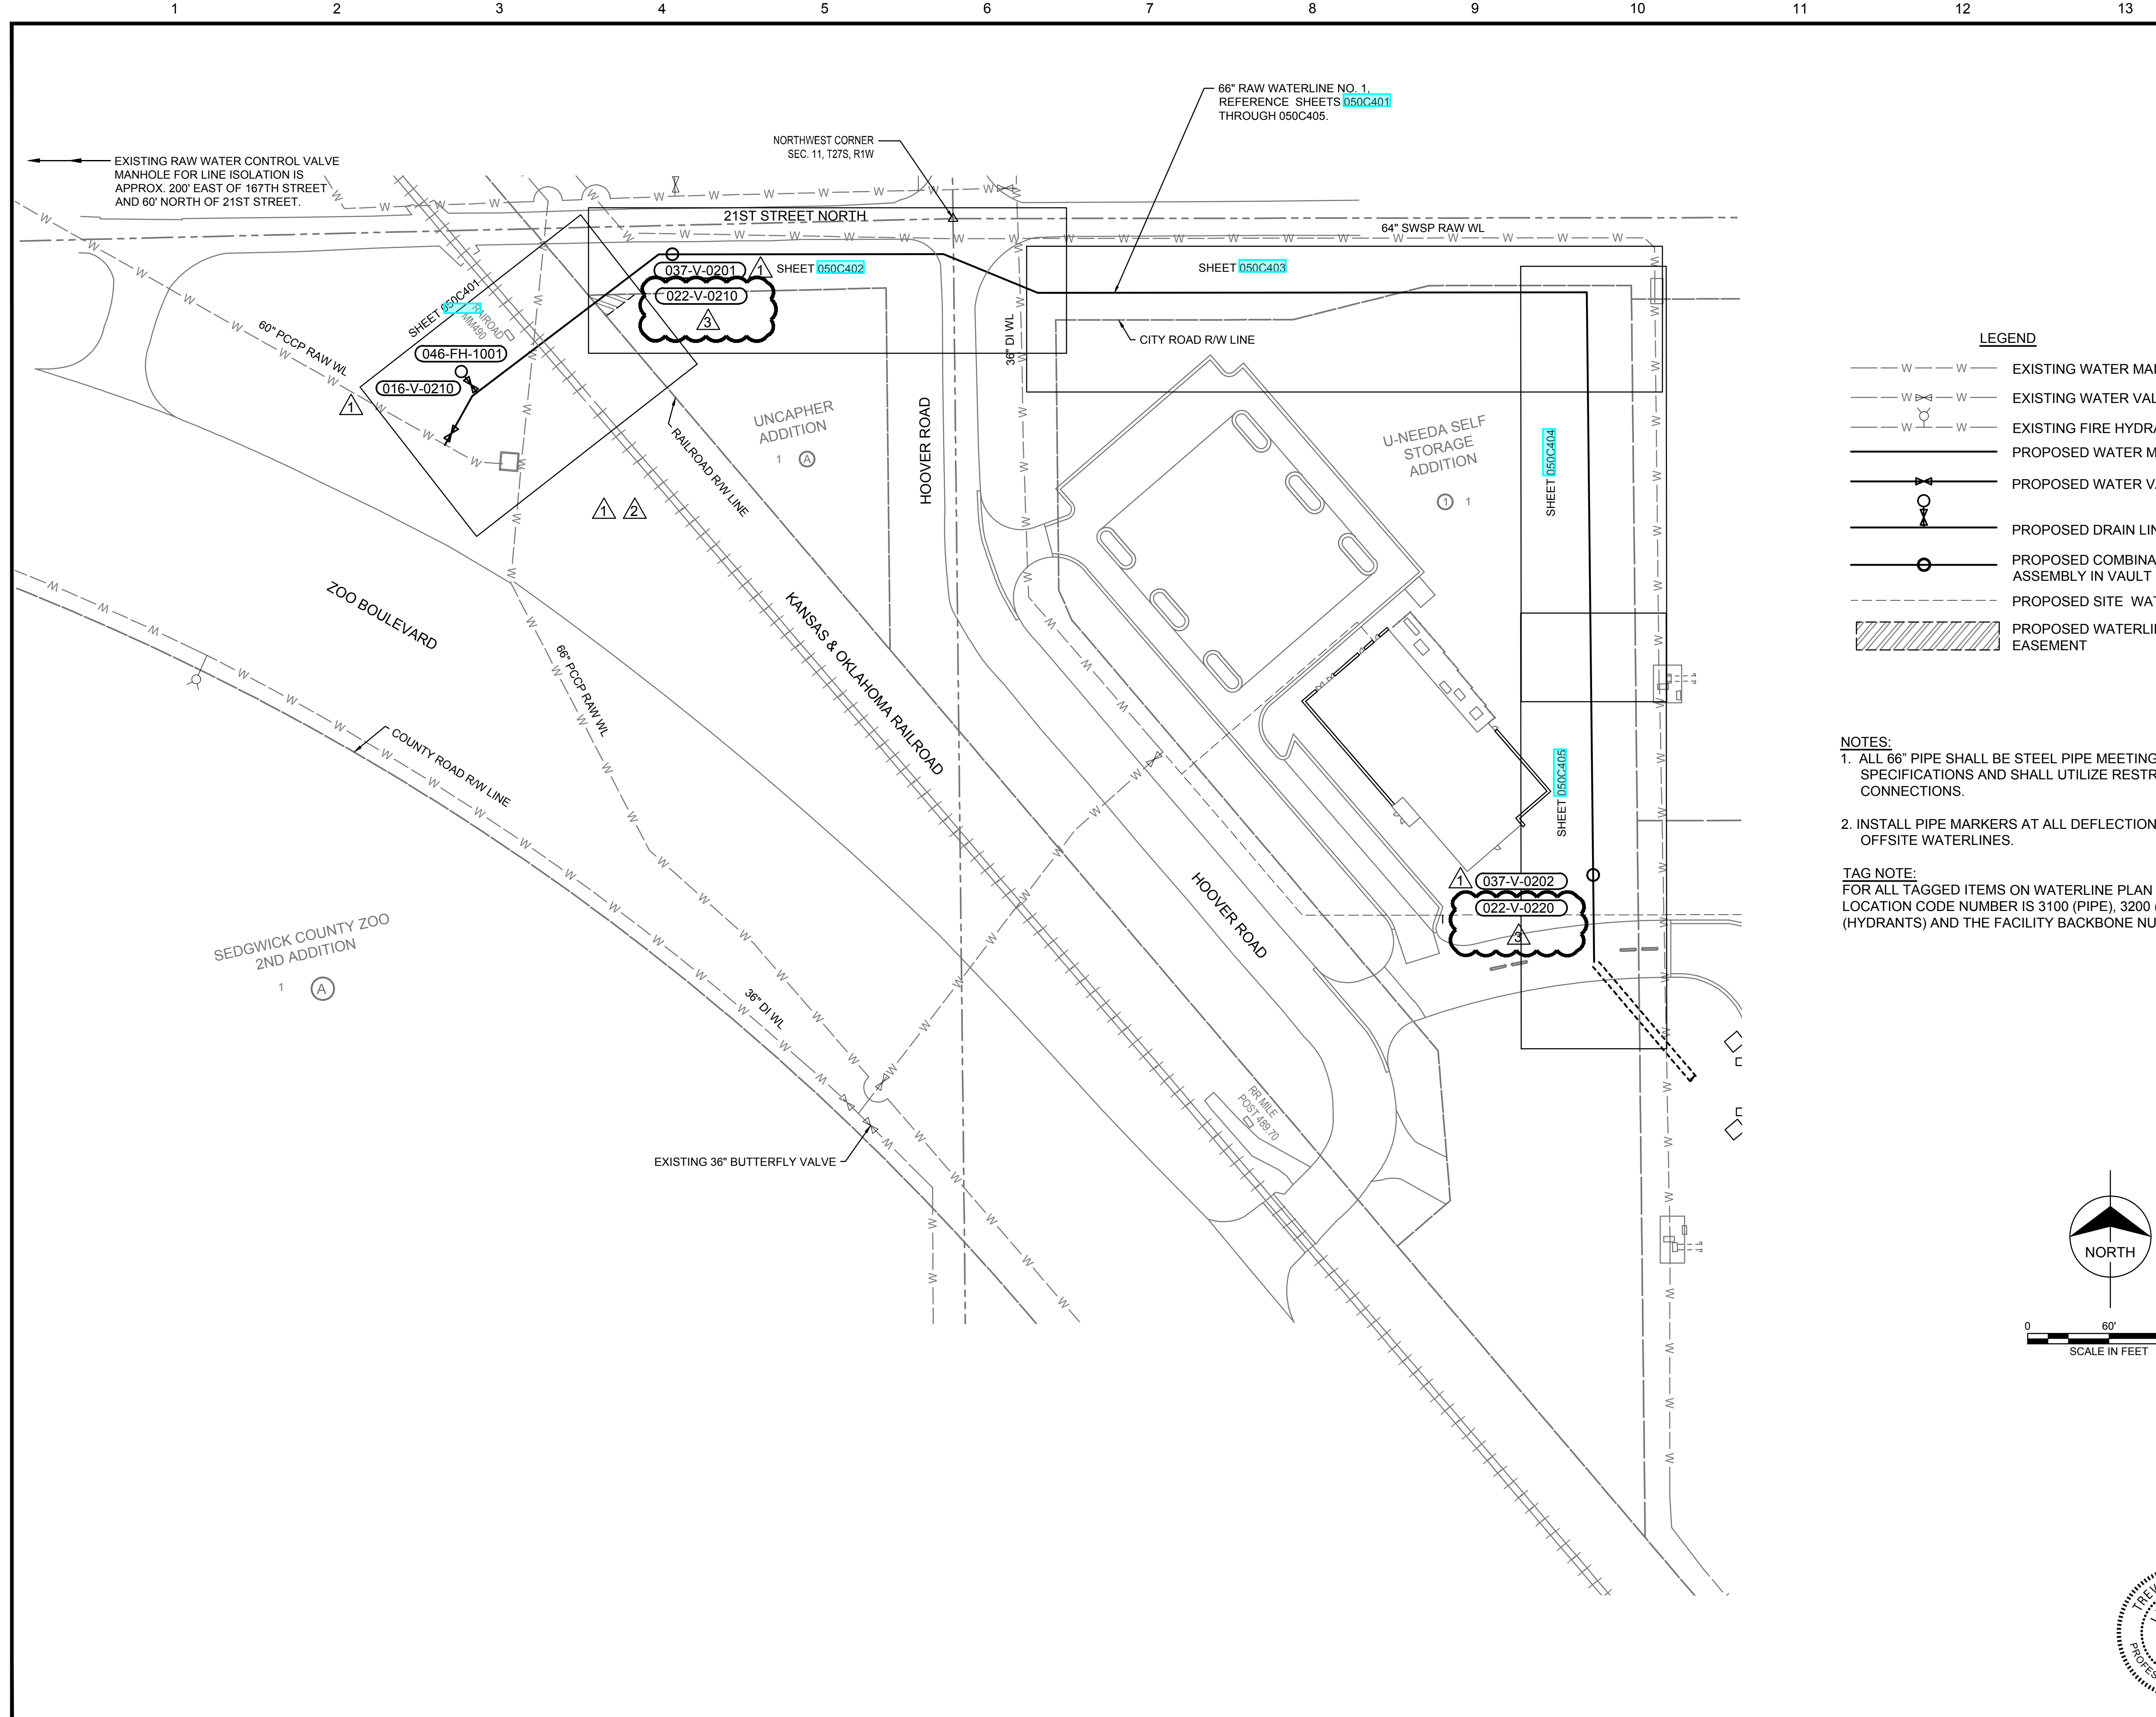 1 2 3 4 5 6 7 8 9 10 11 12 13
66" RAW WATERLINE NO. 1,
REFERENCE SHEETS 050C401
THROUGH 050C405.
NORTHWEST CORNER
SEC. 11, T27S, R1W
EXISTING RAW WATER CONTROL VALVE
MANHOLE FOR LINE ISOLATION IS
APPROX. 200' EAST OF 167TH STREET
AND 60' NORTH OF 21ST STREET.
21ST STREET NORTH
64" SWSP RAW WL
037-V-0201
1
SHEET 050C402
022-V-0210
3
SHEET 050C403
SHEET 050C401
MM490
60" PCCP RAW WL
046-FH-1001
016-V-0210
1
36" DI WL
CITY ROAD R/W LINE
RAILROAD R/W LINE
UNCAPHER
ADDITION
1 A
HOOVER ROAD
U-NEEDA SELF
STORAGE
ADDITION
1 1
SHEET 050C404
1 2
ZOO BOULEVARD
66" PCCP RAW WL
KANSAS & OKLAHOMA RAILROAD
COUNTY ROAD R/W LINE
SHEET 050C405
1
037-V-0202
022-V-0220
3
HOOVER ROAD
SEDGWICK COUNTY ZOO
2ND ADDITION
1 A
36" DI WL
RR MILE
POST 489.70
EXISTING 36" BUTTERFLY VALVE
LEGEND
W W EXISTING WATER
W W EXISTING WATER
W EXISTING FIRE
PROPOSED WATER
PROPOSED WATER
PROPOSED DRAIN
PROPOSED
ASSEMBLY IN VAULT
PROPOSED SITE
PROPOSED
EASEMENT
NOTES:
1. ALL 66" PIPE SHALL BE STEEL PIPE MEETING
SPECIFICATIONS AND SHALL UTILIZE
CONNECTIONS.
2. INSTALL PIPE MARKERS AT ALL DEFLECTION
OFFSITE WATERLINES.
TAG NOTE:
FOR ALL TAGGED ITEMS ON WATERLINE PLAN
LOCATION CODE NUMBER IS 3100 (PIPE), 3200
(HYDRANTS) AND THE FACILITY BACKBONE
NORTH
0 60'
SCALE IN FEET